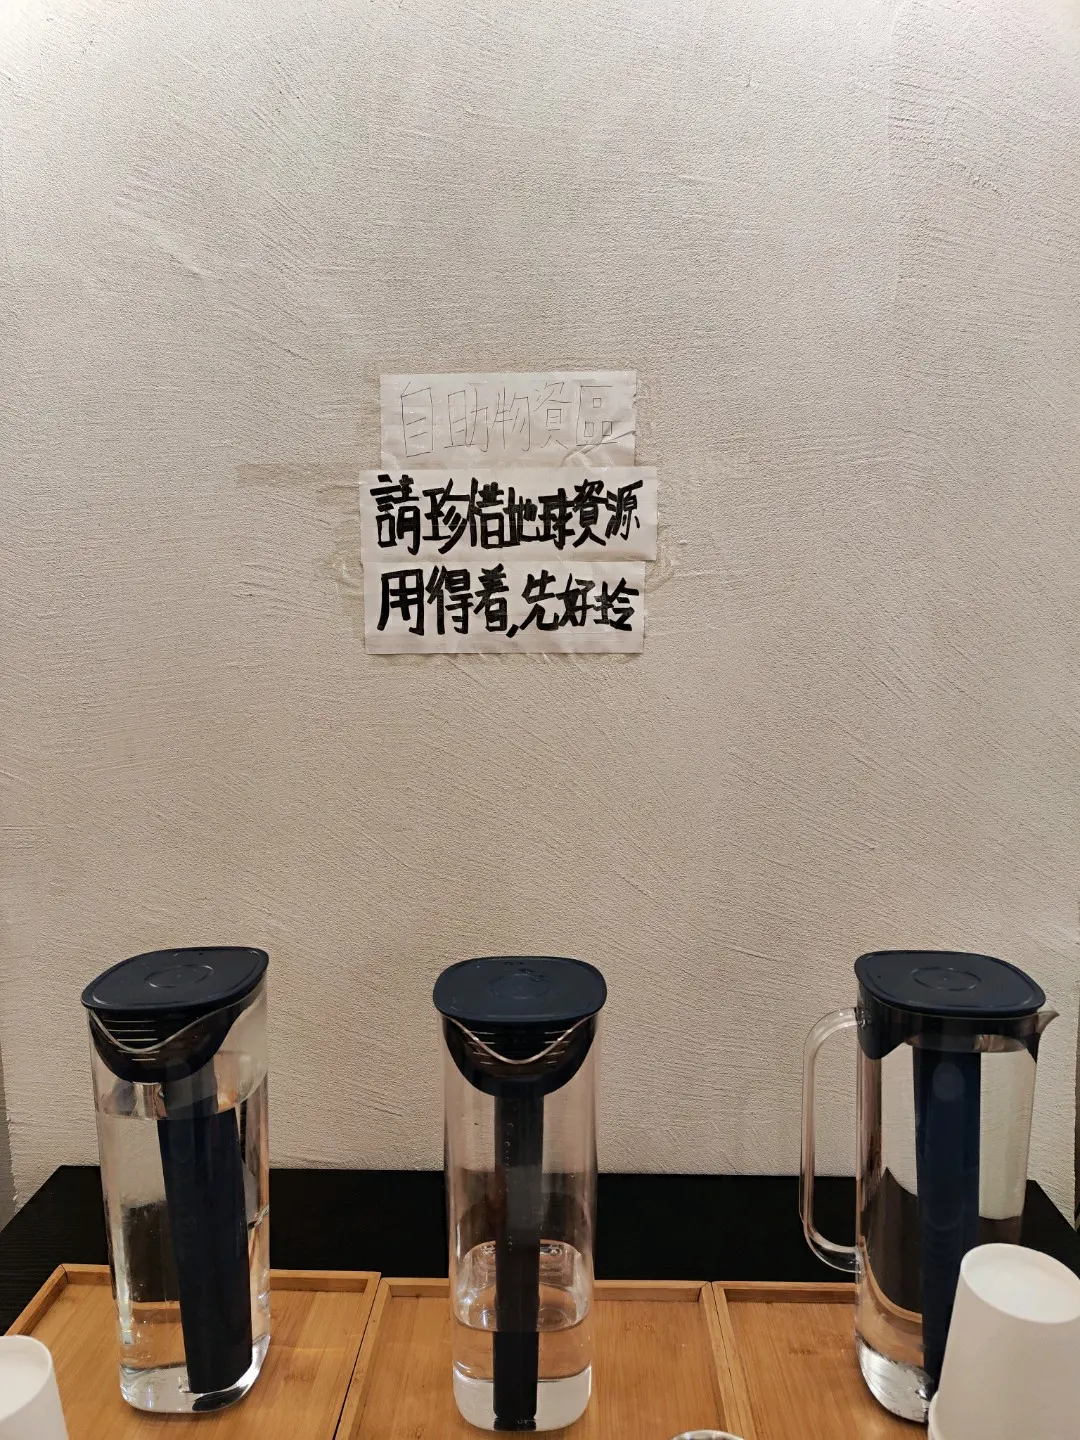 自助物資區
請珍惜地球資源
用得着,先好拎